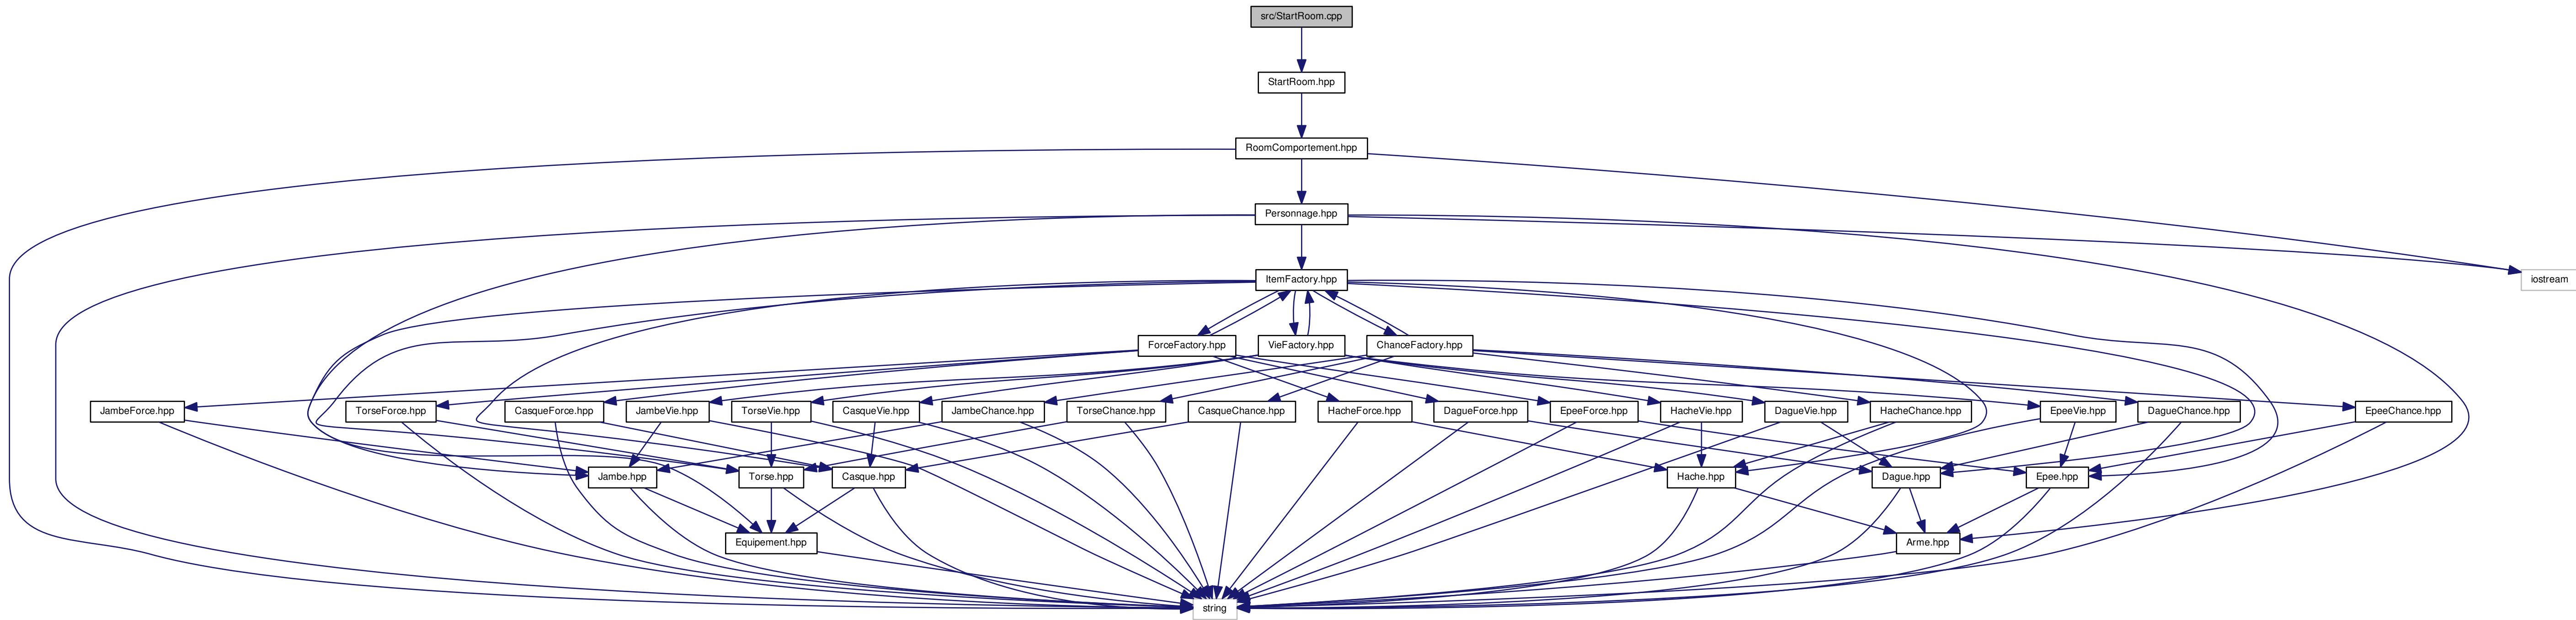 src/StartRoom.cpp
StartRoom.hpp
RoomComportement.hpp
Personnage.hpp
ItemFactory.hpp
iostream
ForceFactory.hpp
VieFactory.hpp
ChanceFactory.hpp
JambeForce.hpp
TorseForce.hpp
CasqueForce.hpp
JambeVie.hpp
TorseVie.hpp
CasqueVie.hpp
JambeChance.hpp
TorseChance.hpp
CasqueChance.hpp
HacheForce.hpp
DagueForce.hpp
EpeeForce.hpp
HacheVie.hpp
DagueVie.hpp
HacheChance.hpp
EpeeVie.hpp
DagueChance.hpp
EpeeChance.hpp
Jambe.hpp
Torse.hpp
Casque.hpp
Hache.hpp
Dague.hpp
Epee.hpp
Equipement.hpp
Arme.hpp
string